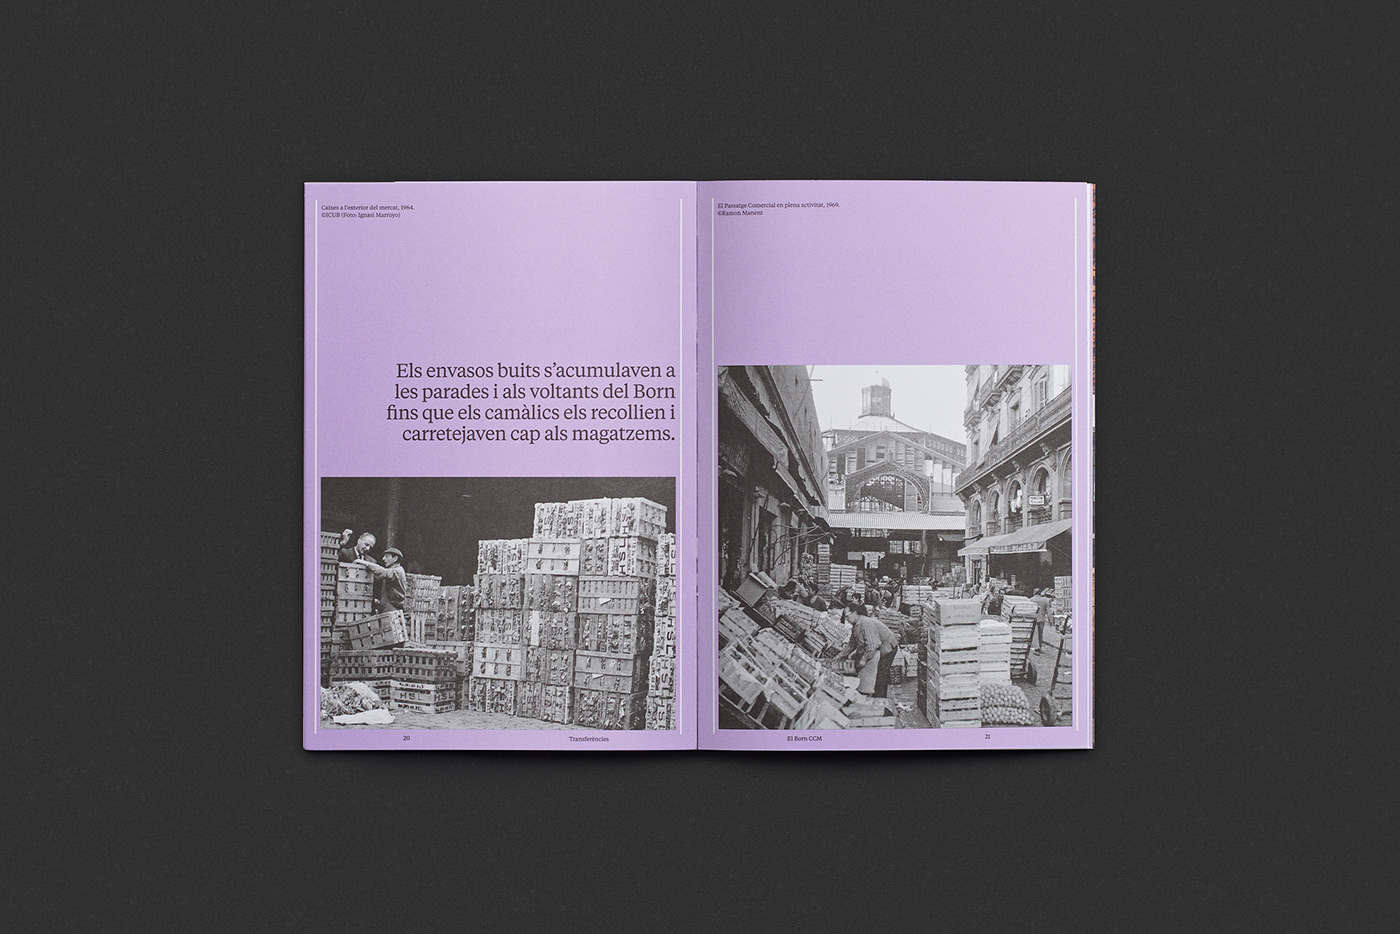 Caixes a l'exterior del mercat, 1964.
©ICUB (Foto: Ignasi Marroyo)
Els envasos buits s'acumulaven a
les parades i als voltants del Born
fins que els camàlics els recollien i
carretejaven cap als magatzems.
HSL
20
Transferències
El Passatge Comercial en plena activitat, 1969.
©Ramon Manent
El Born CCM
21